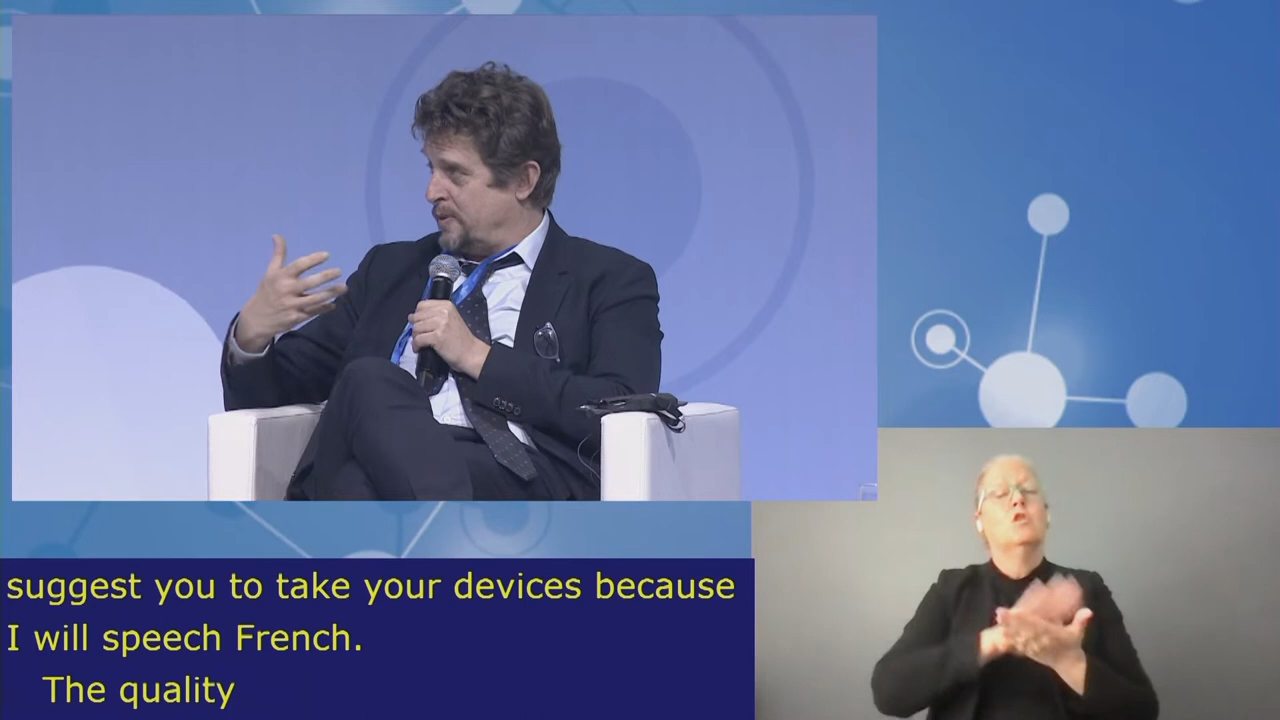 suggest you to take your devices because
I will speech French.
The quality